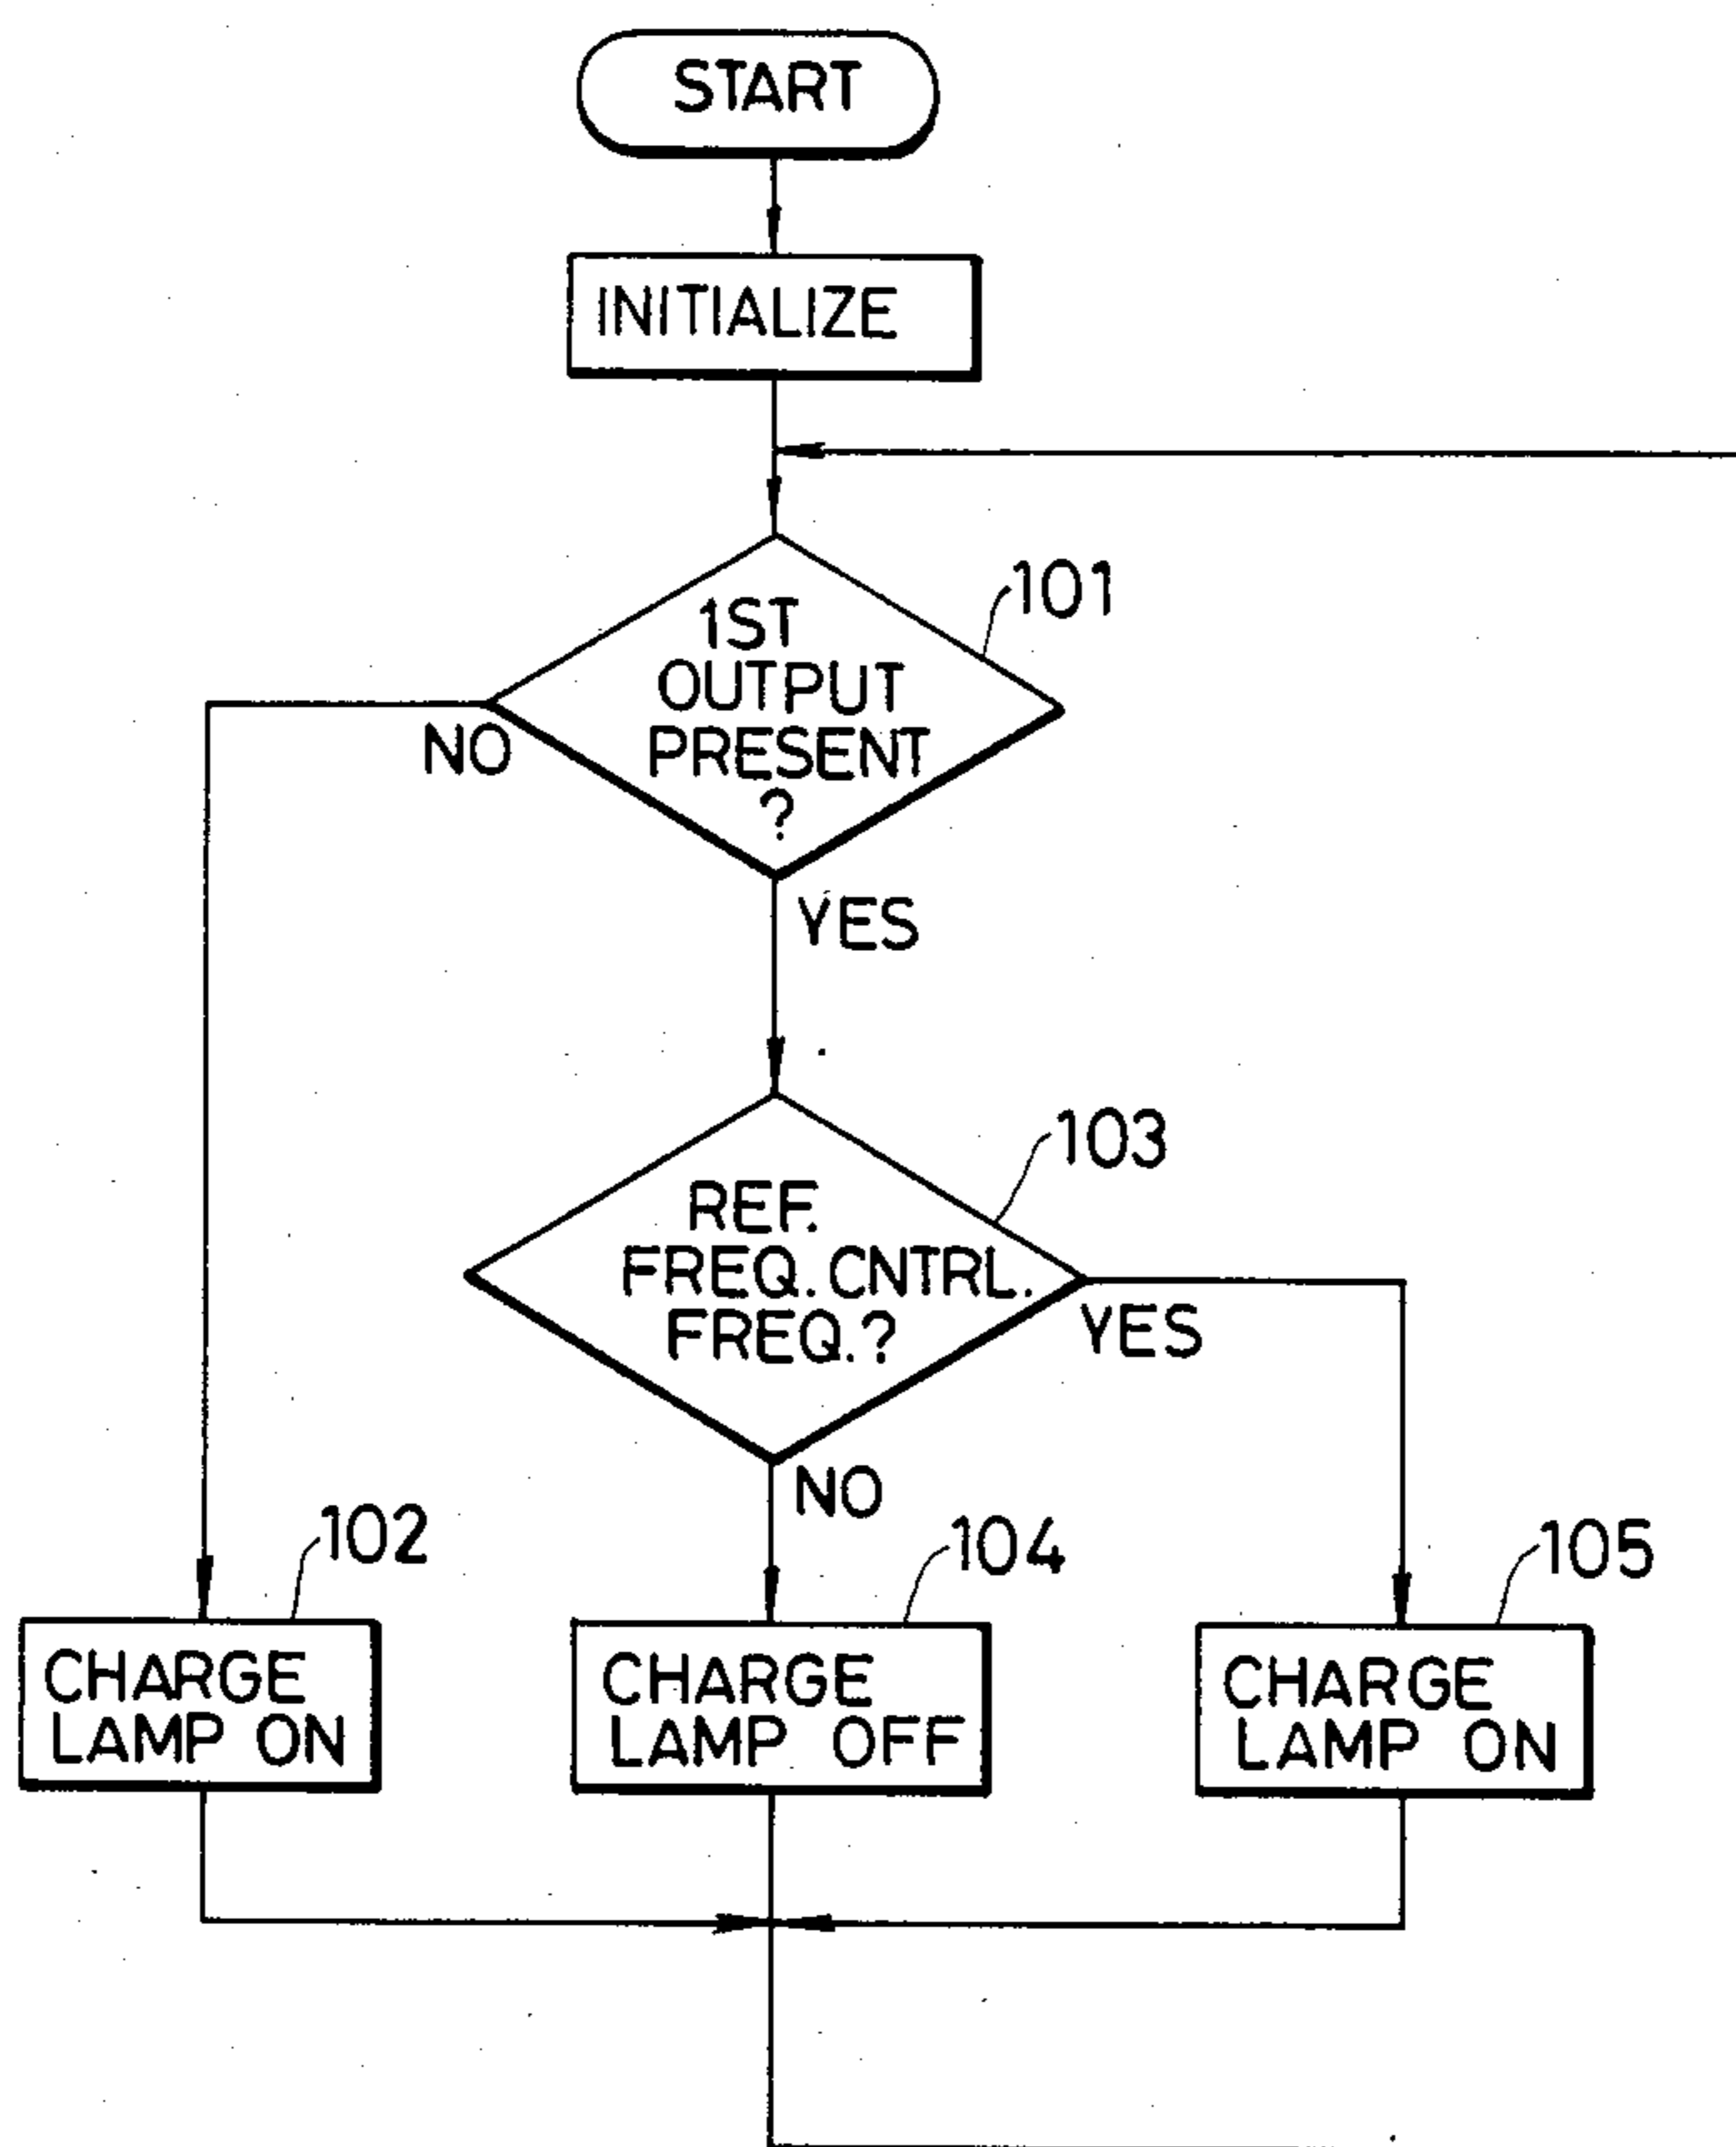 START
INITIALIZE
101
1ST
OUTPUT
PRESENT
?
NO
YES
103
REF.
FREQ. CNTRL.
FREQ.?
YES
NO
102
104
105
CHARGE
LAMP ON
CHARGE
LAMP OFF
CHARGE
LAMP ON